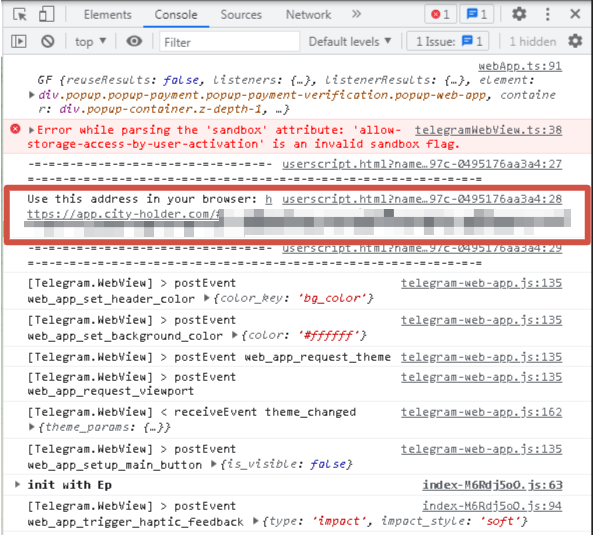 Elements Console Sources Network » 1 1
top ▼ Filter Default levels ▼ 1 Issue: 1 1 hidden
webApp.ts:91
GF {reuseResults: false, listeners: {…}, listenerResults: {…}, element:
div.popup.popup-payment.popup-payment-verification.popup-web-app, containe
r: div.popup-container.z-depth-1, …}
Error while parsing the 'sandbox' attribute: 'allow- telegramWebView.ts:38
storage-access-by-user-activation' is an invalid sandbox flag.
-=-=-=-=-=-=-=-=-=-=-=-=-=-=-=- userscript.html?name…97c-0495176aa3a4:27
=-=-=-=-=-=-=-=-=-=-=-=-=-=-=-=-=-=-=-=-=-=-=-=-=-=-=-=
Use this address in your browser: h userscript.html?name…97c-0495176aa3a4:28
ttps://app.city-holder.com/#
-=-=-=-=-=-=-=-=-=-=-=-=-=-=-=- userscript.html?name…97c-0495176aa3a4:29
=-=-=-=-=-=-=-=-=-=-=-=-=-=-=-=-=-=-=-=-=-=-=-=-=-=-=-=
[Telegram.WebView] > postEvent telegram-web-app.js:135
web_app_set_header_color {color_key: 'bg_color'}
[Telegram.WebView] > postEvent telegram-web-app.js:135
web_app_set_background_color {color: '#ffffff'}
[Telegram.WebView] > postEvent web_app_request_theme telegram-web-app.js:135
[Telegram.WebView] > postEvent telegram-web-app.js:135
web_app_request_viewport
[Telegram.WebView] < receiveEvent theme_changed telegram-web-app.js:162
{theme_params: {…}}
[Telegram.WebView] > postEvent telegram-web-app.js:135
web_app_setup_main_button {is_visible: false}
init with Ep index-M6Rdj5oO.js:63
[Telegram.WebView] > postEvent index-M6Rdj5oO.js:94
web_app_trigger_haptic_feedback {type: 'impact', impact_style: 'soft'}